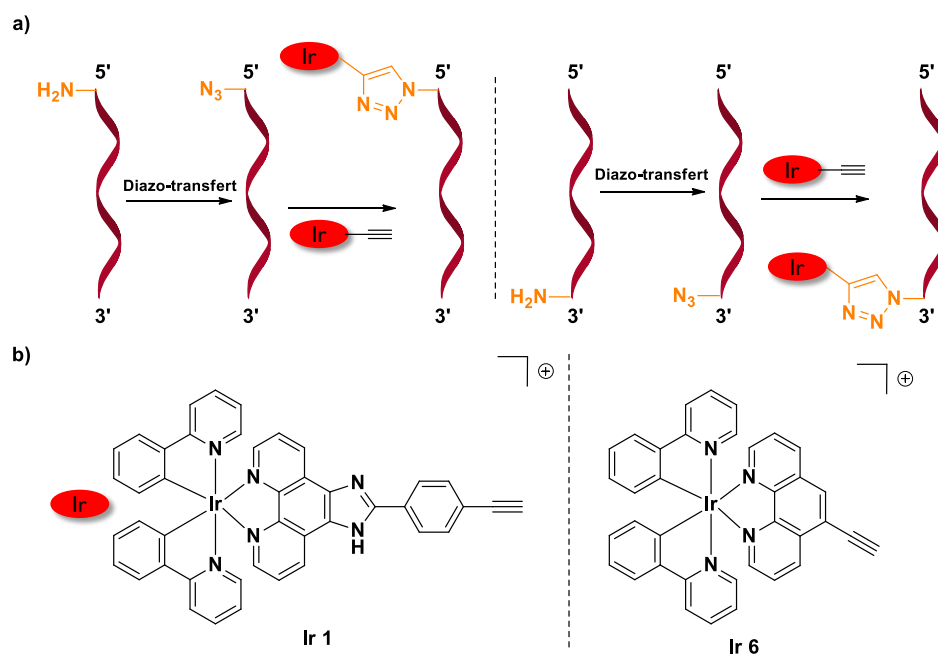 a)
5' 5' Ir 5' 5' 5' 5'
H₂N N₃ N N N
Diazo-transfert Diazo-transfert Ir
Ir
H₂N N₃ Ir N N N
3' 3' 3' 3' 3' 3'
b)
⊕ ⊕
N N
N N N
Ir Ir Ir
N NH N
N N
Ir 1 Ir 6